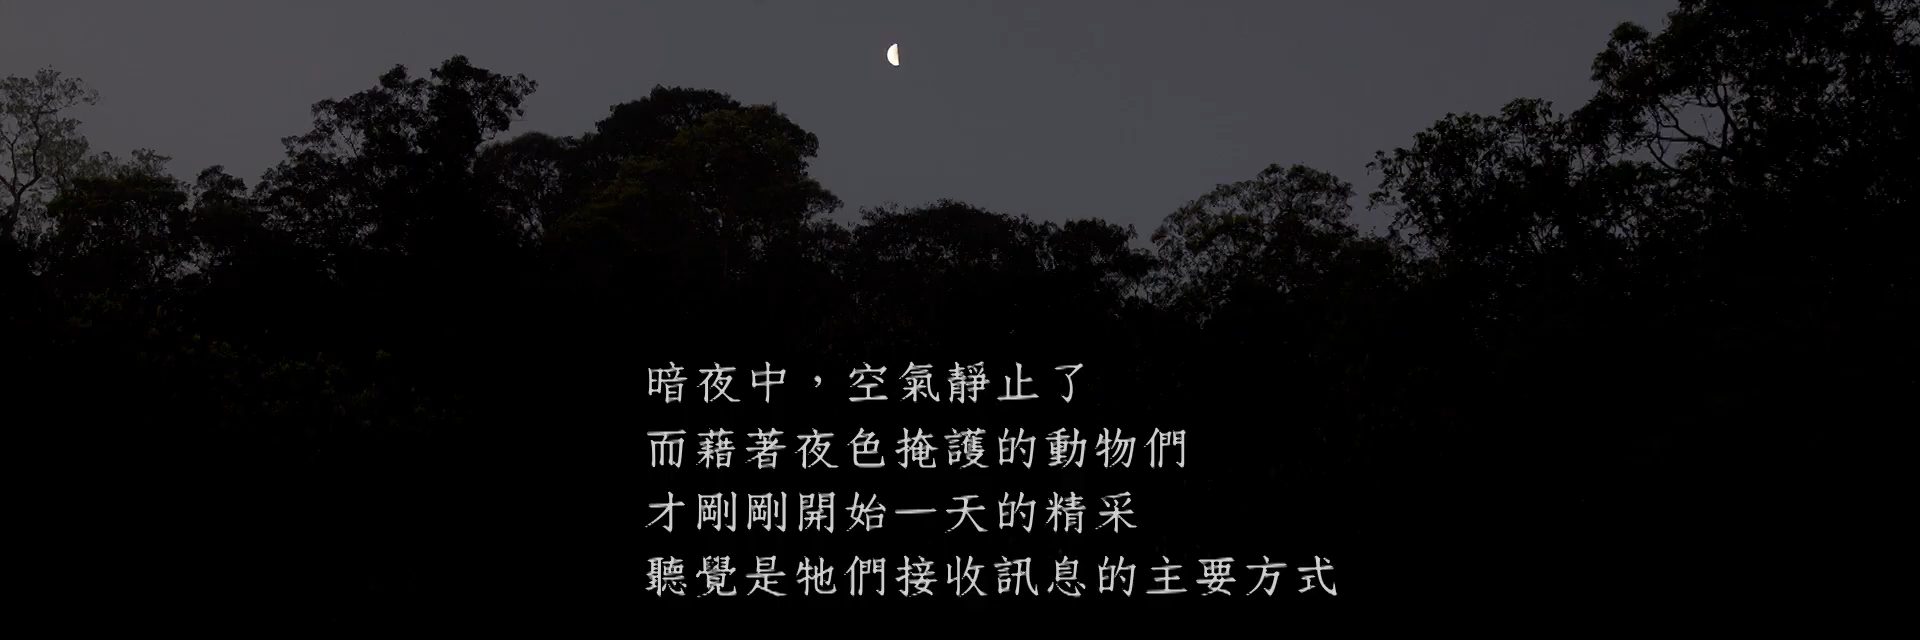 暗夜中，空氣靜止了
而藉著夜色掩護的動物們
才剛剛開始一天的精采
聽覺是牠們接收訊息的主要方式